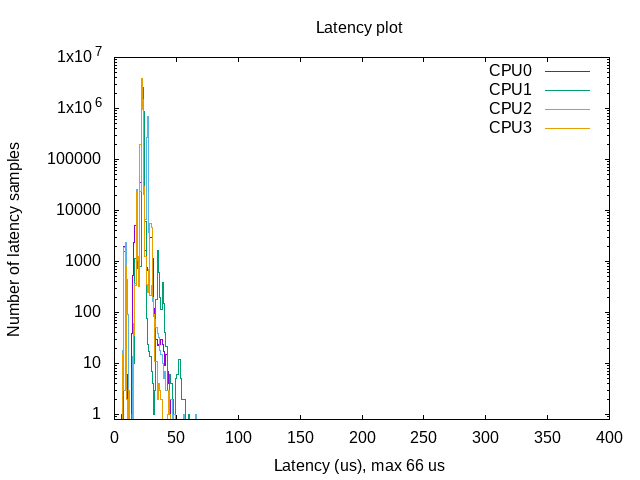 Latency plot
1x10^7
1x10^6
100000
10000
1000
100
10
1
Number of latency samples
CPU0
CPU1
CPU2
CPU3
0 50 100 150 200 250 300 350 400
Latency (us), max 66 us